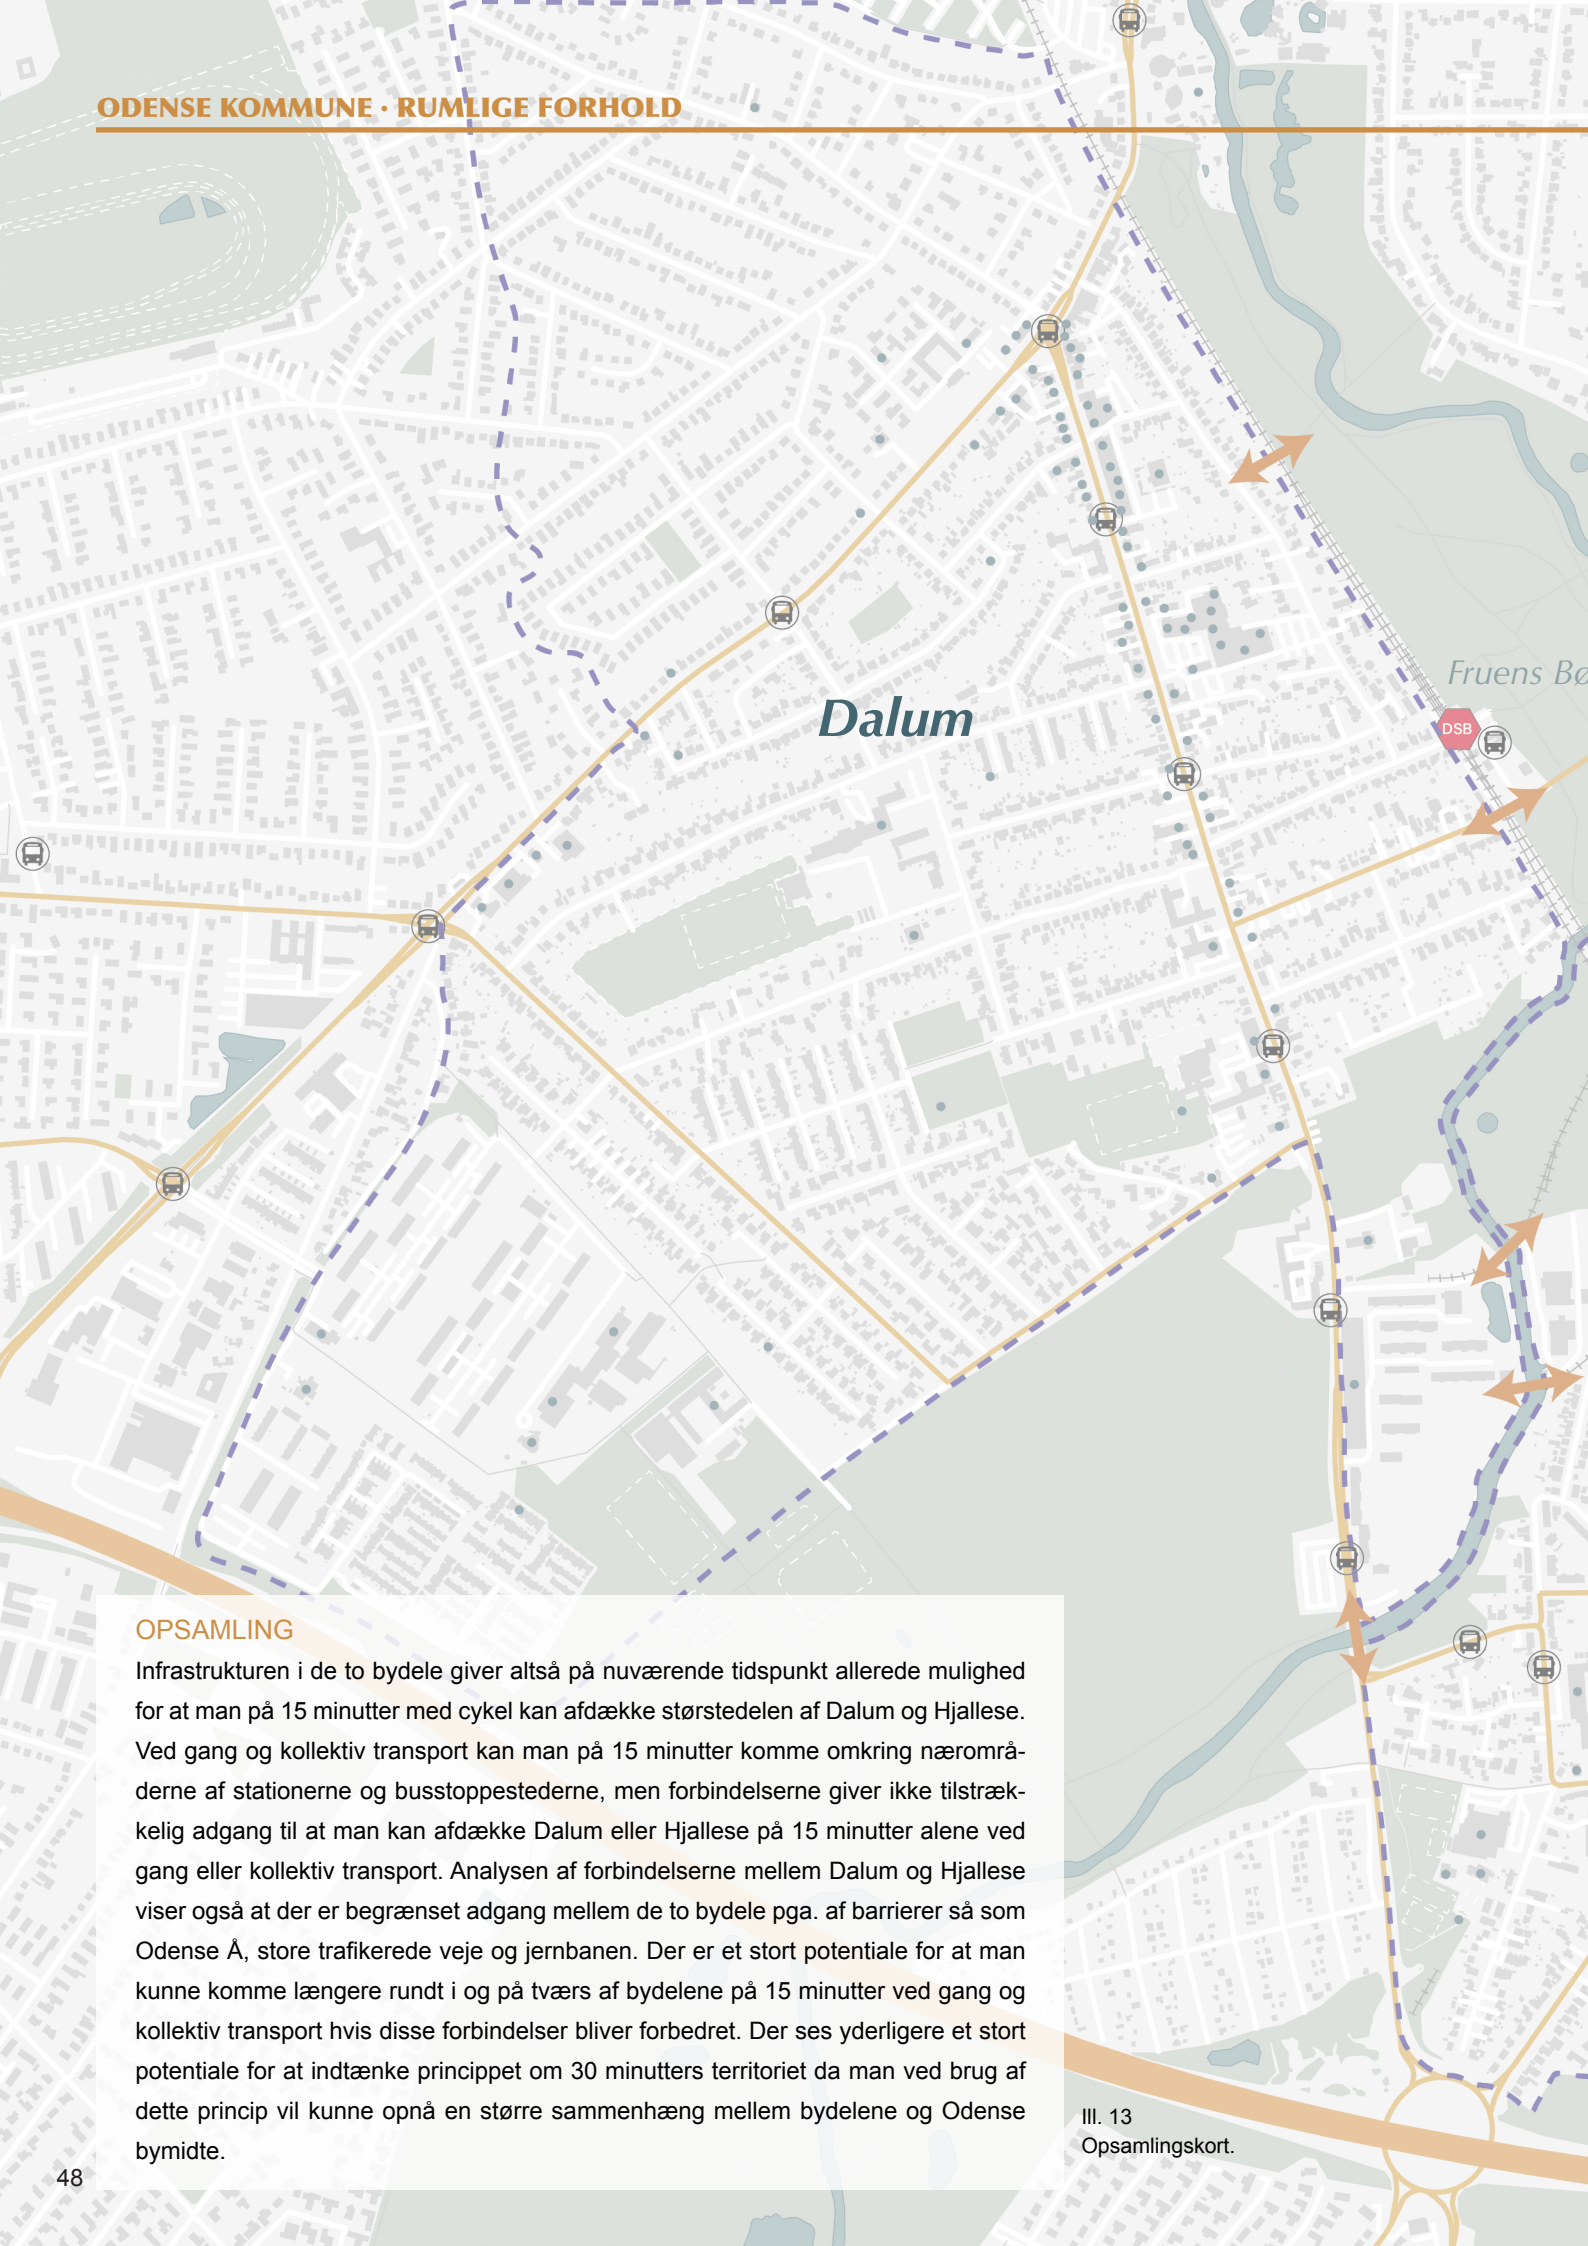 ODENSE KOMMUNE · RUMLIGE FORHOLD
Fruens Bø
Dalum
DSB
OPSAMLING
Infrastrukturen i de to bydele giver altså på nuværende tidspunkt allerede mulighed
for at man på 15 minutter med cykel kan afdække størstedelen af Dalum og Hjallese.
Ved gang og kollektiv transport kan man på 15 minutter komme omkring nærområ-
derne af stationerne og busstoppestederne, men forbindelserne giver ikke tilstræk-
kelig adgang til at man kan afdække Dalum eller Hjallese på 15 minutter alene ved
gang eller kollektiv transport. Analysen af forbindelserne mellem Dalum og Hjallese
viser også at der er begrænset adgang mellem de to bydele pga. af barrierer så som
Odense Å, store trafikerede veje og jernbanen. Der er et stort potentiale for at man
kunne komme længere rundt i og på tværs af bydelene på 15 minutter ved gang og
kollektiv transport hvis disse forbindelser bliver forbedret. Der ses yderligere et stort
potentiale for at indtænke princippet om 30 minutters territoriet da man ved brug af
dette princip vil kunne opnå en større sammenhæng mellem bydelene og Odense
bymidte.
Ill. 13
Opsamlingskort.
48